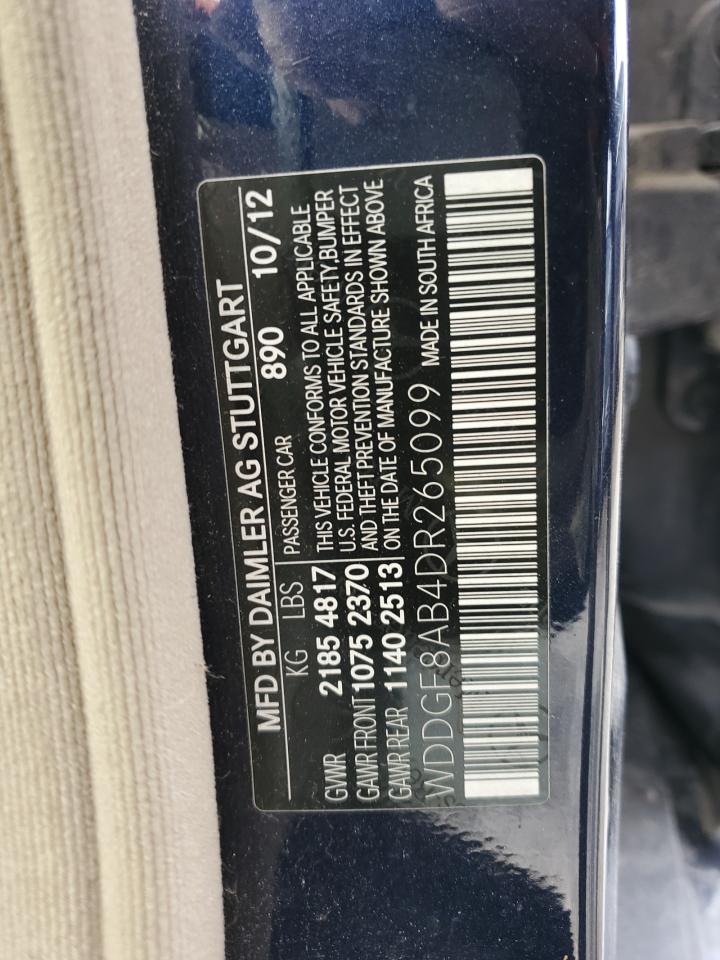 MFD BY DAIMLER AG STUTTGART
KG LBS PASSENGER CAR 890 10/12
GVWR 2185 4817 THIS VEHICLE CONFORMS TO ALL APPLICABLE
U.S. FEDERAL MOTOR VEHICLE SAFETY,BUMPER
GAWR FRONT 1075 2370 AND THEFT PREVENTION STANDARDS IN EFFECT
GAWR REAR 1140 2513 ON THE DATE OF MANUFACTURE SHOWN ABOVE
WDDGF8AB4DR265099 MADE IN SOUTH AFRICA